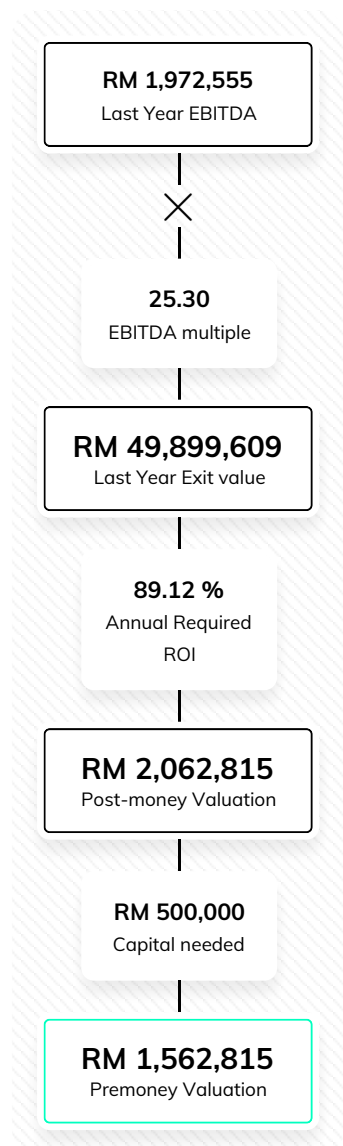 RM 1,972,555
Last Year EBITDA
25.30
EBITDA multiple
RM 49,899,609
Last Year Exit value
89.12 %
Annual Required
ROI
RM 2,062,815
Post-money Valuation
RM 500,000
Capital needed
RM 1,562,815
Premoney Valuation